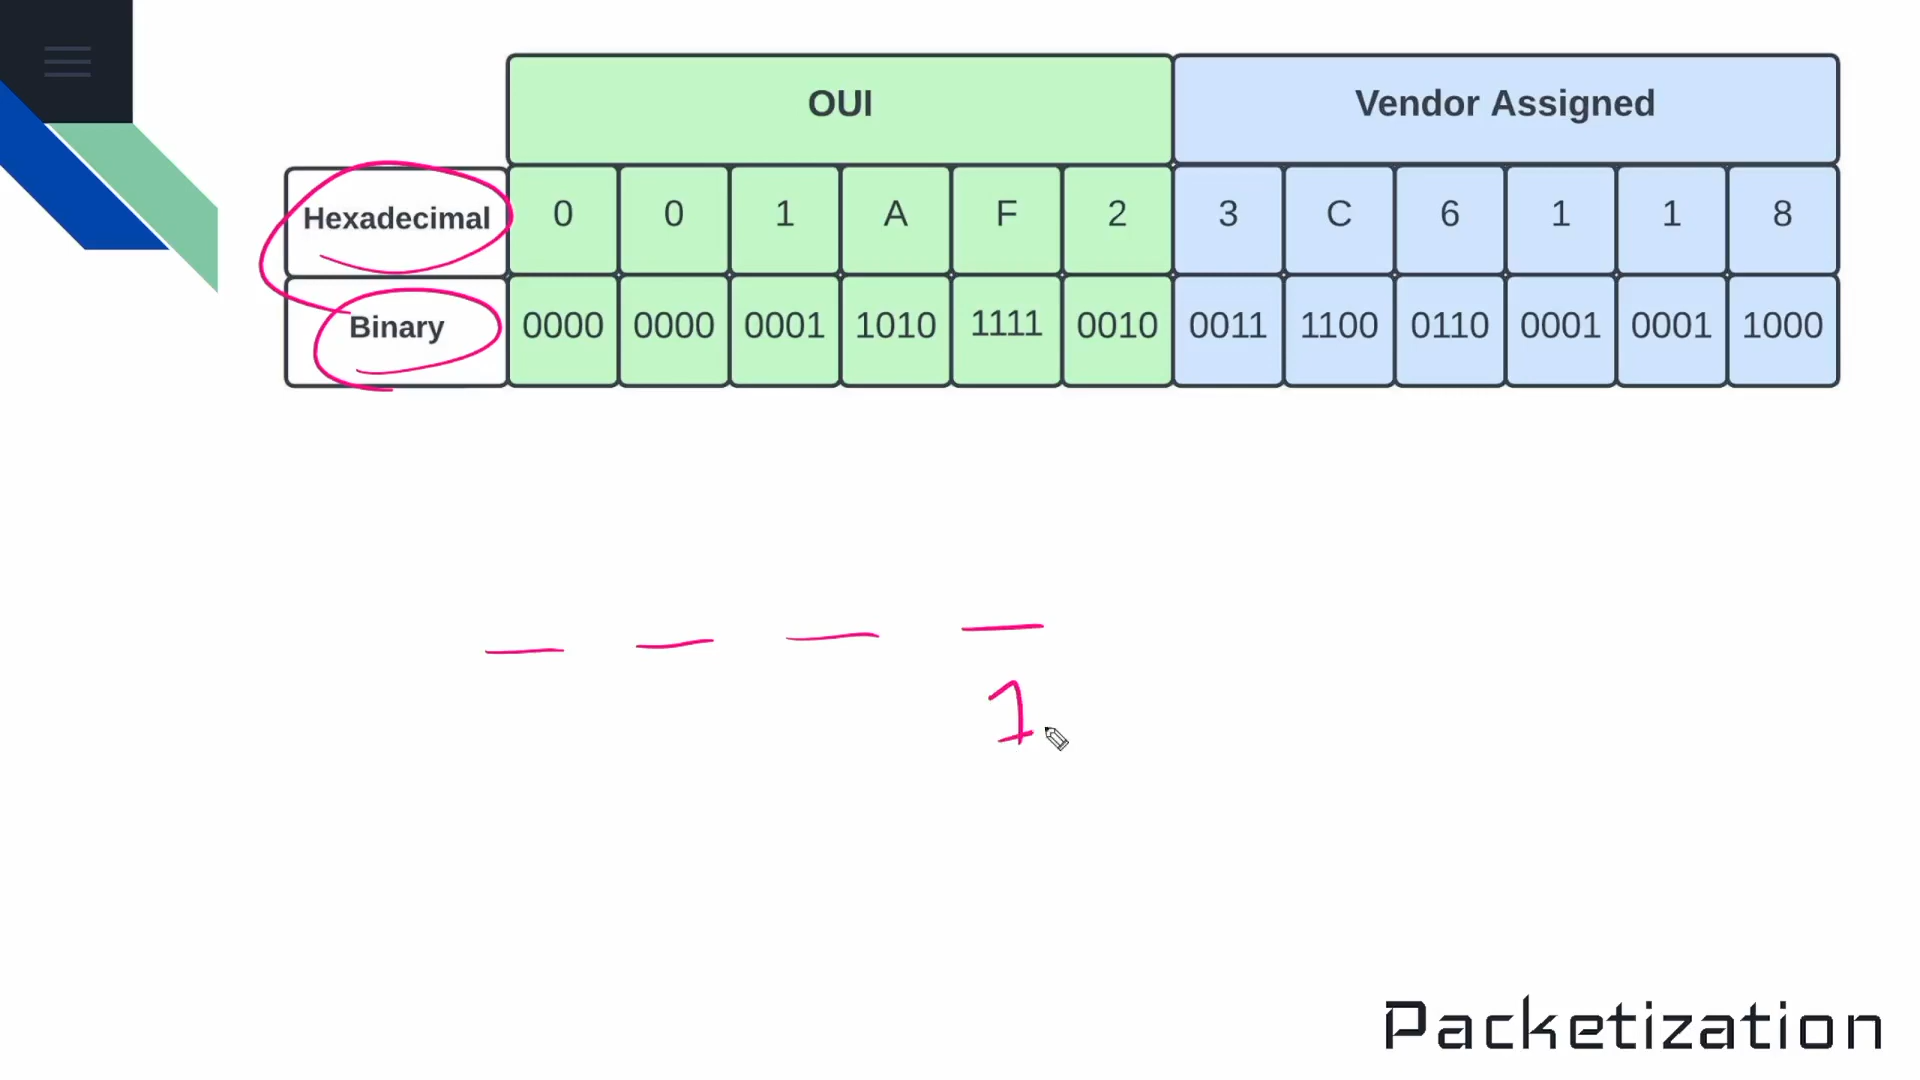 OUI Vendor Assigned
Hexadecimal 0 0 1 A F 2 3 C 6 1 1 8
Binary 0000 0000 0001 1010 1111 0010 0011 1100 0110 0001 0001 1000
1
Packetization